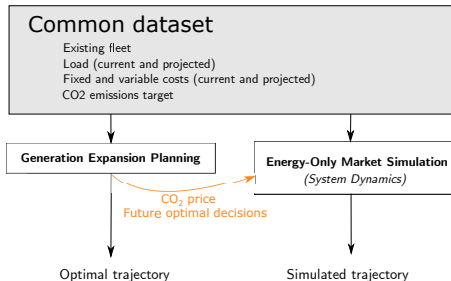 Common dataset
Existing fleet
Load (current and projected)
Fixed and variable costs (current and projected)
CO2 emissions target
Generation Expansion Planning
Energy-Only Market Simulation
(System Dynamics)
CO₂ price
Future optimal decisions
Optimal trajectory
Simulated trajectory